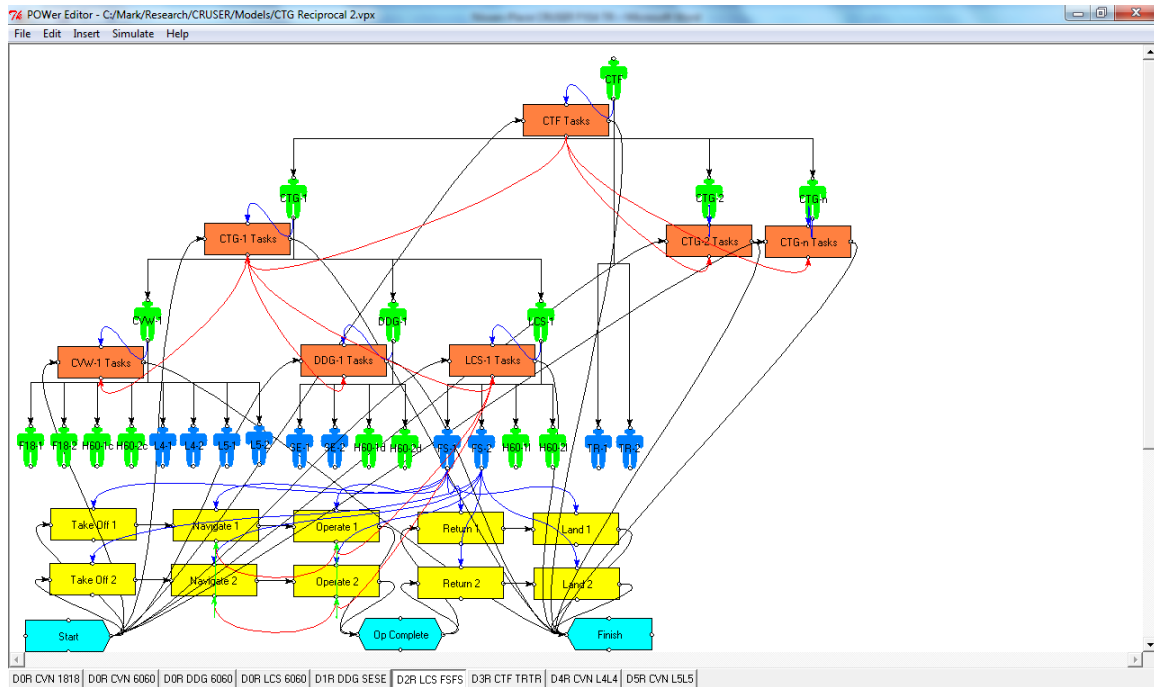 POWer Editor - C:/Mark/Research/CRUSER/Models/CTG Reciprocal 2.vpx
File Edit Insert Simulate Help
CTF
CTF Tasks
CTG-1 CTG-2 CTG-n
CTG-1 Tasks CTG-2 Tasks CTG-n Tasks
CVW-1 DDG-1 LCS-1
CVW-1 Tasks DDG-1 Tasks LCS-1 Tasks
F18-1 F18-2 H60-1c H60-2c L4-1 L4-2 L5-1 L5-2 SE-1 SE-2 H60-1d H60-2d FS-1 FS-2 H60-1l H60-2l TR-1 TR-2
Take Off 1 Navigate 1 Operate 1 Return 1 Land 1
Take Off 2 Navigate 2 Operate 2 Return 2 Land 2
Start Op Complete Finish
D0R CVN 1818 D0R CVN 6060 D0R DDG 6060 D0R LCS 6060 D1R DDG SESE D2R LCS FSFS D3R CTF TRTR D4R CVN L4L4 D5R CVN L5L5